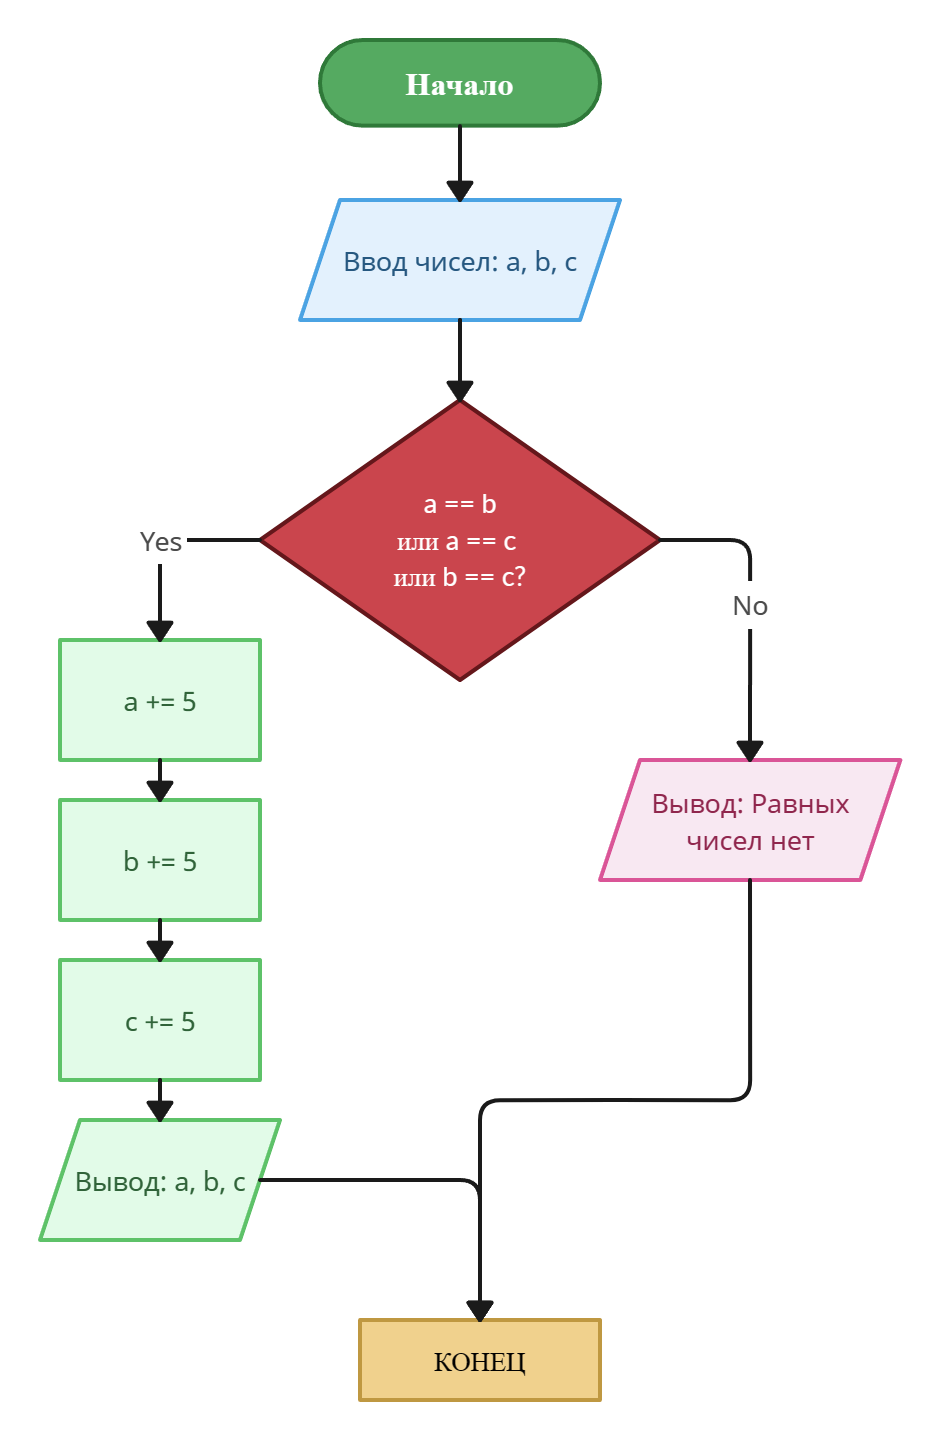 Начало
Ввод чисел: a, b, c
a == b
или a == c
или b == c?
Yes
No
a += 5
Вывод: Равных
чисел нет
b += 5
c += 5
Вывод: a, b, c
КОНЕЦ